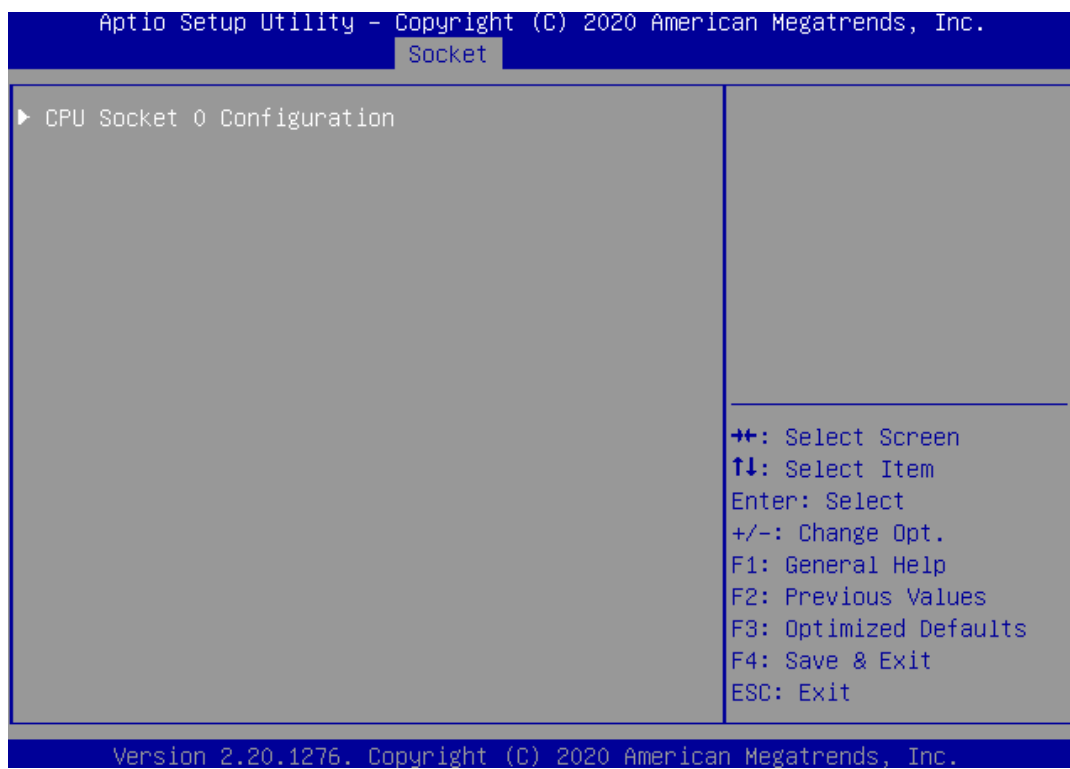 Aptio Setup Utility – Copyright (C) 2020 American Megatrends, Inc.
Socket
▶ CPU Socket 0 Configuration
→←: Select Screen
↑↓: Select Item
Enter: Select
+/-: Change Opt.
F1: General Help
F2: Previous Values
F3: Optimized Defaults
F4: Save & Exit
ESC: Exit
Version 2.20.1276. Copyright (C) 2020 American Megatrends, Inc.